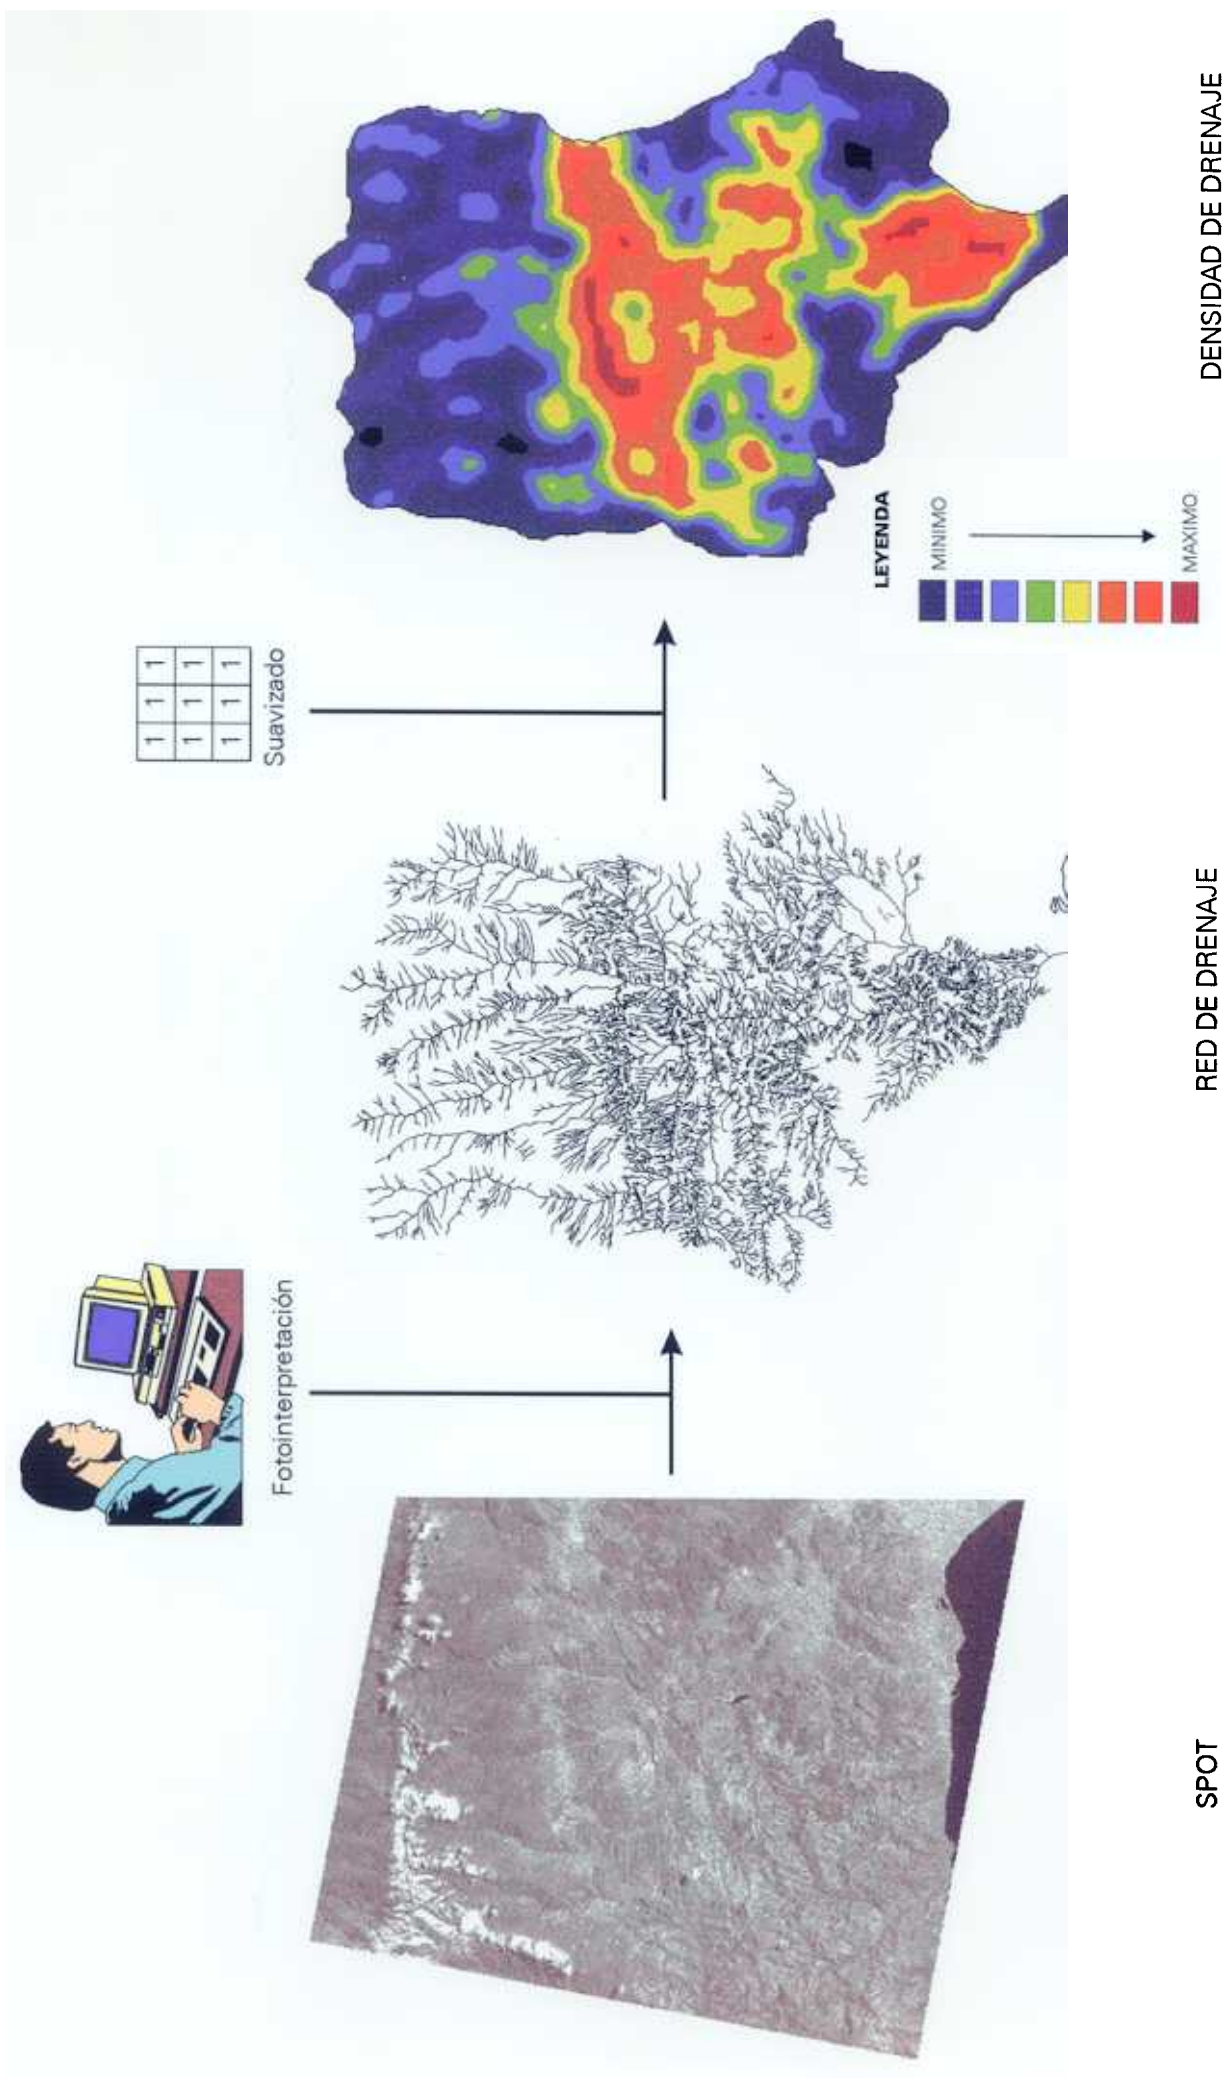 Fotointerpretación
1 1 1
1 1 1
1 1 1
Suavizado
LEYENDA
MINIMO
MAXIMO
SPOT
RED DE DRENAJE
DENSIDAD DE DRENAJE